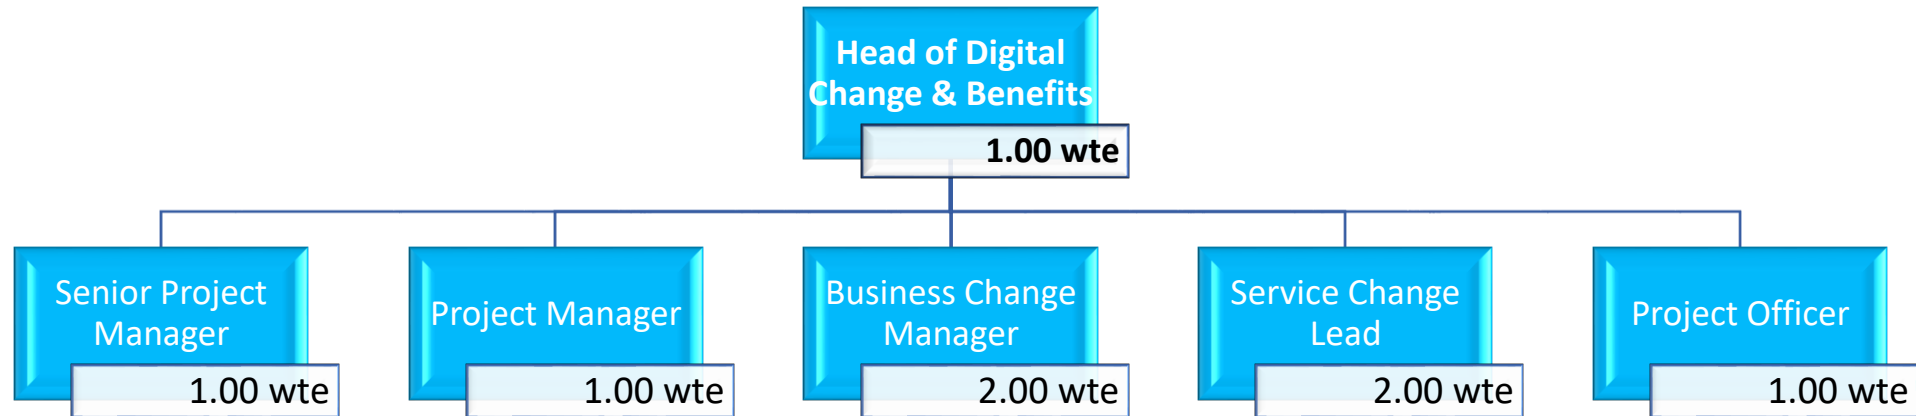 Head of Digital
Change & Benefits
1.00 wte
Senior Project
Manager
1.00 wte
Project Manager
1.00 wte
Business Change
Manager
2.00 wte
Service Change
Lead
2.00 wte
Project Officer
1.00 wte